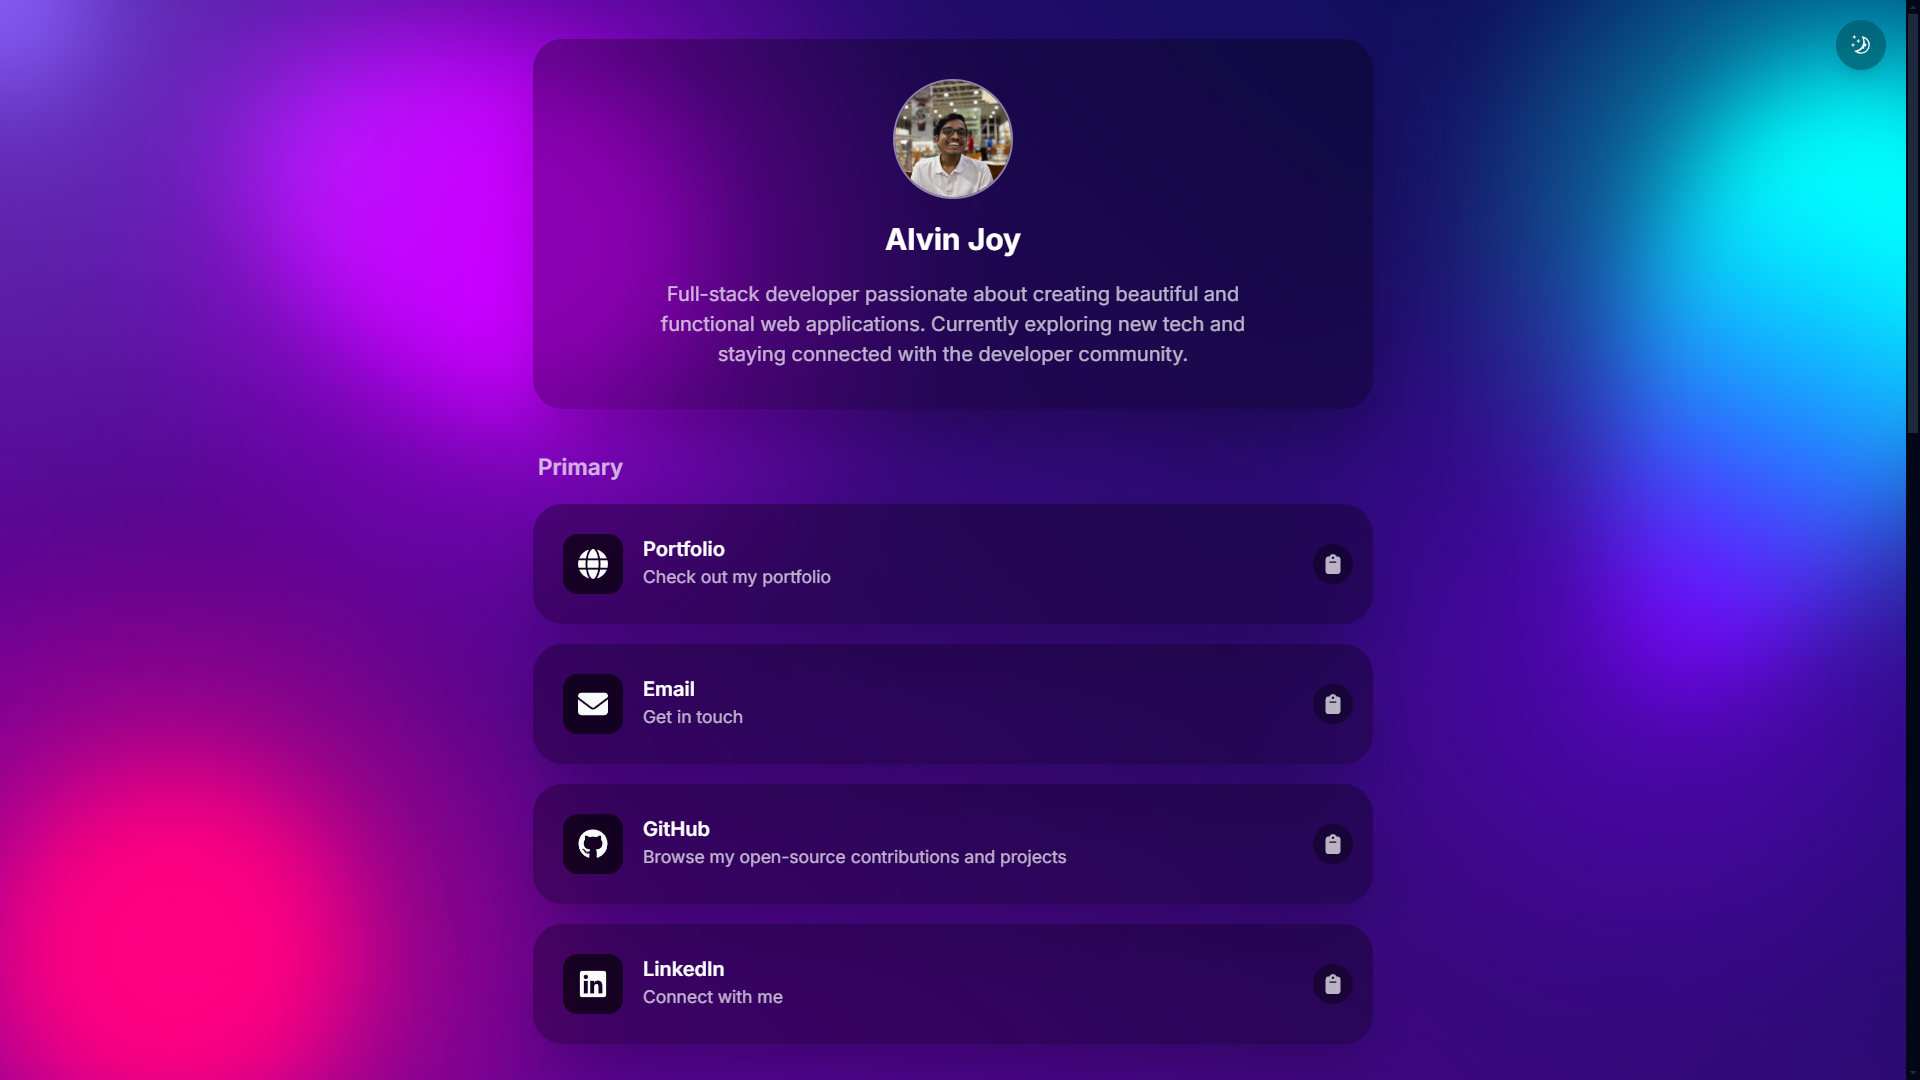 Alvin Joy
Full-stack developer passionate about creating beautiful and
functional web applications. Currently exploring new tech and
staying connected with the developer community.
Primary
Portfolio
Check out my portfolio
Email
Get in touch
GitHub
Browse my open-source contributions and projects
LinkedIn
Connect with me